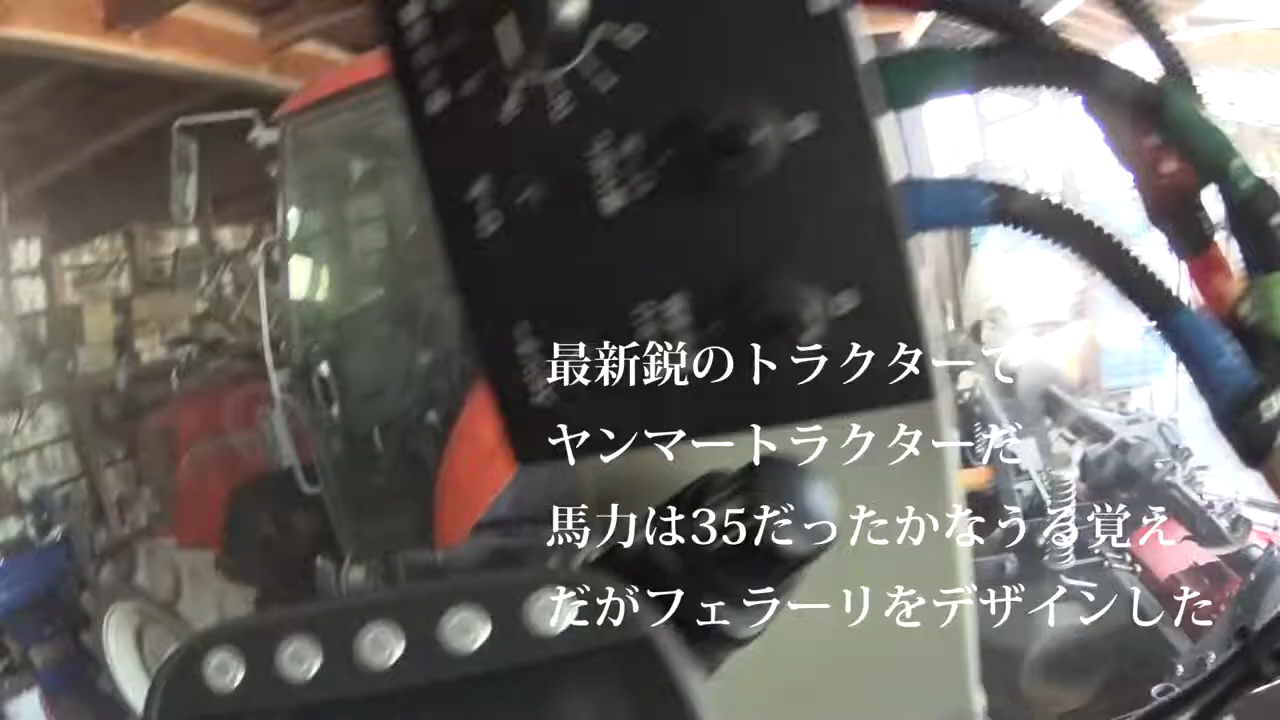 最新鋭のトラクターで
ヤンマートラクターだ
馬力は35だったかなうる覚え
だがフェラーリをデザインした